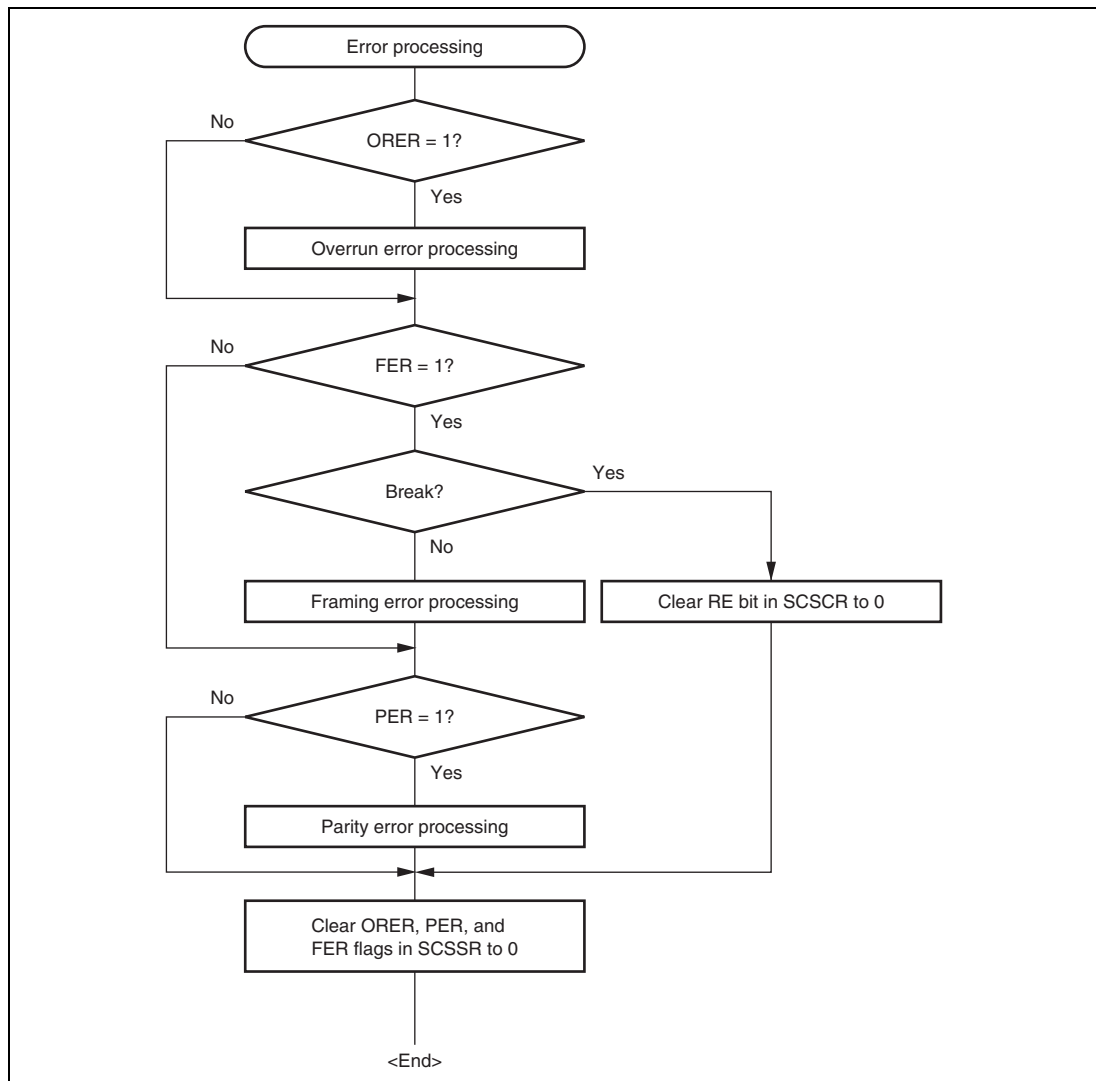 Error processing
No
ORER = 1?
Yes
Overrun error processing
No
FER = 1?
Yes
Yes
Break?
No
Framing error processing
Clear RE bit in SCSCR to 0
No
PER = 1?
Yes
Parity error processing
Clear ORER, PER, and
FER flags in SCSSR to 0
<End>